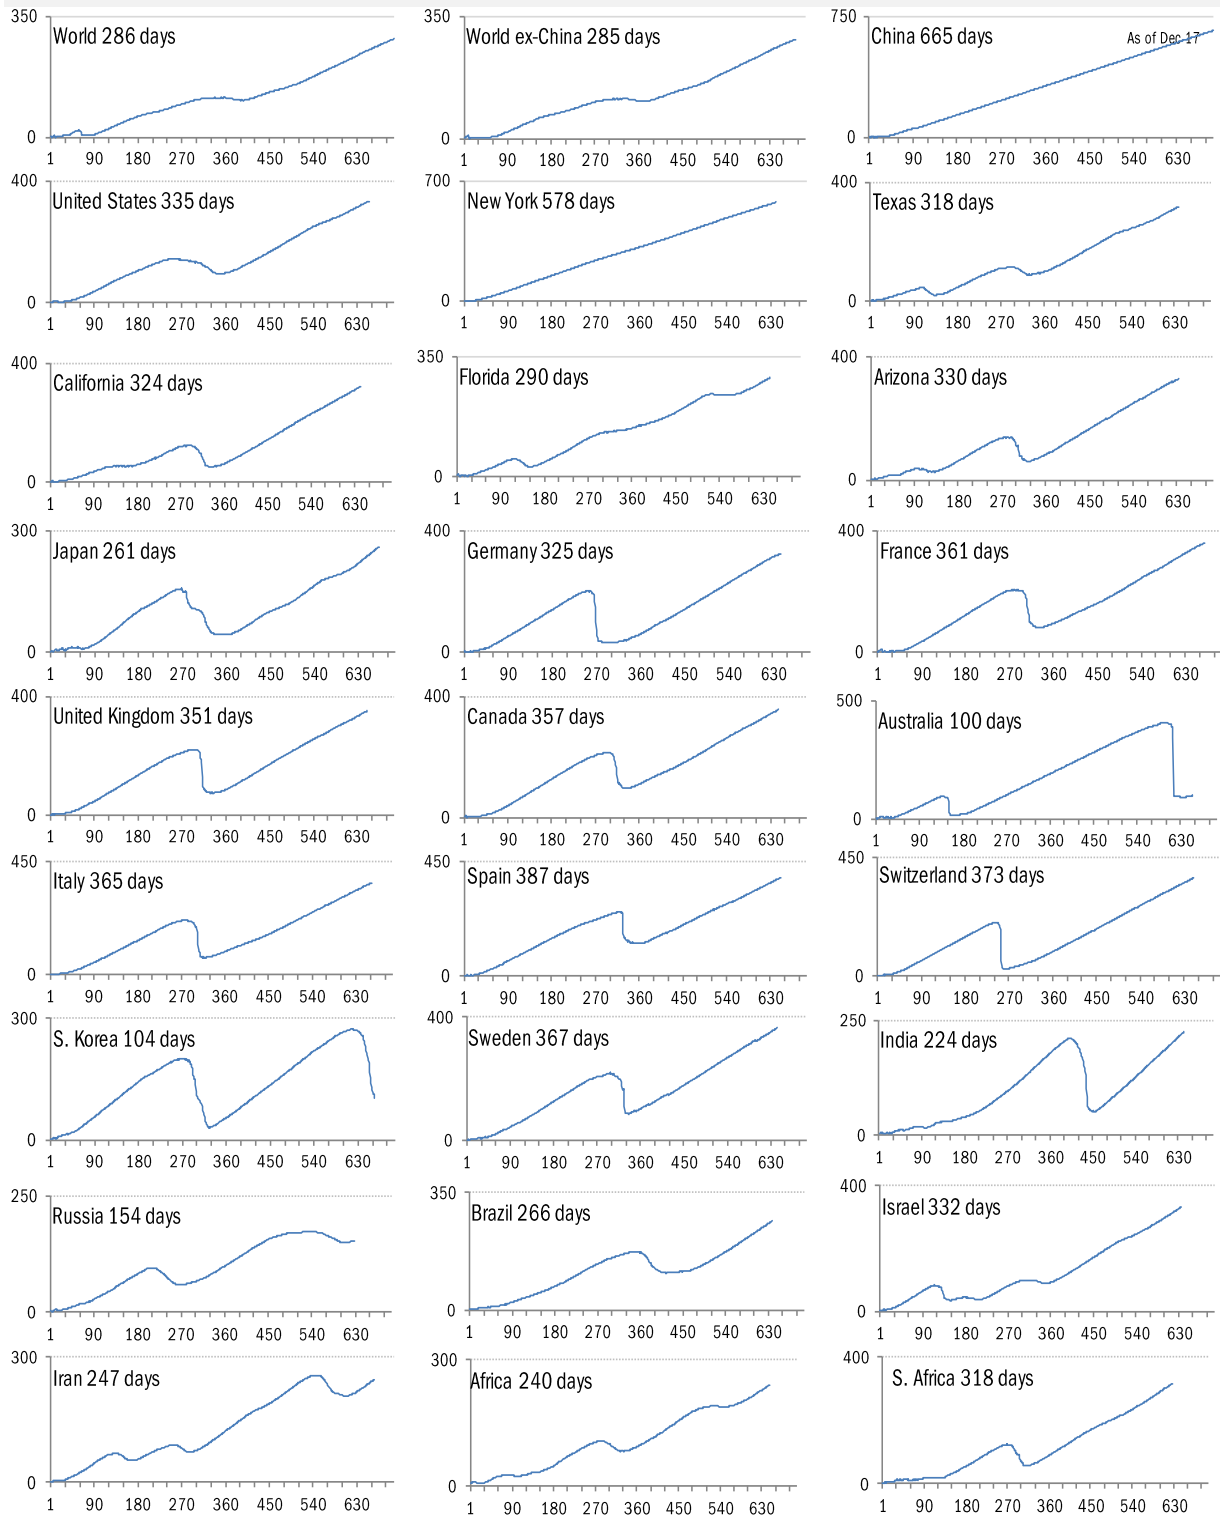 350 350 750
World 286 days World ex-China 285 days China 665 days As of Dec 17
0 0 0
1 90 180 270 360 450 540 630 1 90 180 270 360 450 540 630 1 90 180 270 360 450 540 630
400 700 400
United States 335 days New York 578 days Texas 318 days
0 0 0
1 90 180 270 360 450 540 630 1 90 180 270 360 450 540 630 1 90 180 270 360 450 540 630
400 350 400
California 324 days Florida 290 days Arizona 330 days
0 0 0
1 90 180 270 360 450 540 630 1 90 180 270 360 450 540 630 1 90 180 270 360 450 540 630
300 400 400
Japan 261 days Germany 325 days France 361 days
0 0 0
1 90 180 270 360 450 540 630 1 90 180 270 360 450 540 630 1 90 180 270 360 450 540 630
400 400 500
United Kingdom 351 days Canada 357 days Australia 100 days
0 0 0
1 90 180 270 360 450 540 630 1 90 180 270 360 450 540 630 1 90 180 270 360 450 540 630
450 450 450
Italy 365 days Spain 387 days Switzerland 373 days
0 0 0
1 90 180 270 360 450 540 630 1 90 180 270 360 450 540 630 1 90 180 270 360 450 540 630
300 400 250
S. Korea 104 days Sweden 367 days India 224 days
0 0 0
1 90 180 270 360 450 540 630 1 90 180 270 360 450 540 630 1 90 180 270 360 450 540 630
250 350 400
Russia 154 days Brazil 266 days Israel 332 days
0 0 0
1 90 180 270 360 450 540 630 1 90 180 270 360 450 540 630 1 90 180 270 360 450 540 630
300 300 400
Iran 247 days Africa 240 days S. Africa 318 days
0 0 0
1 90 180 270 360 450 540 630 1 90 180 270 360 450 540 630 1 90 180 270 360 450 540 630